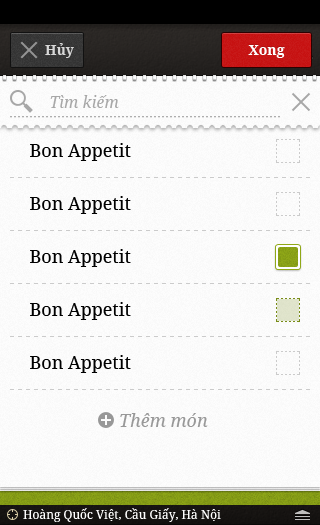 Hủy
Xong
Tìm kiếm
Bon Appetit
Bon Appetit
Bon Appetit
Bon Appetit
Bon Appetit
Thêm món
Hoàng Quốc Việt, Cầu Giấy, Hà Nội